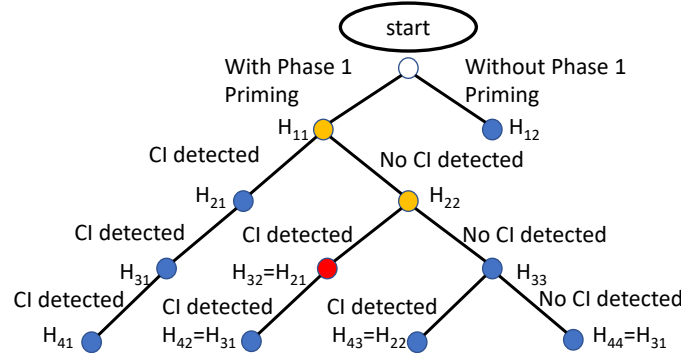 start
With Phase 1
Priming
Without Phase 1
Priming
H₁₁
H₁₂
CI detected
No CI detected
H₂₁
H₂₂
CI detected
CI detected
No CI detected
H₃₁
H₃₂=H₂₁
H₃₃
CI detected
CI detected
CI detected
No CI detected
H₄₁
H₄₂=H₃₁
H₄₃=H₂₂
H₄₄=H₃₁